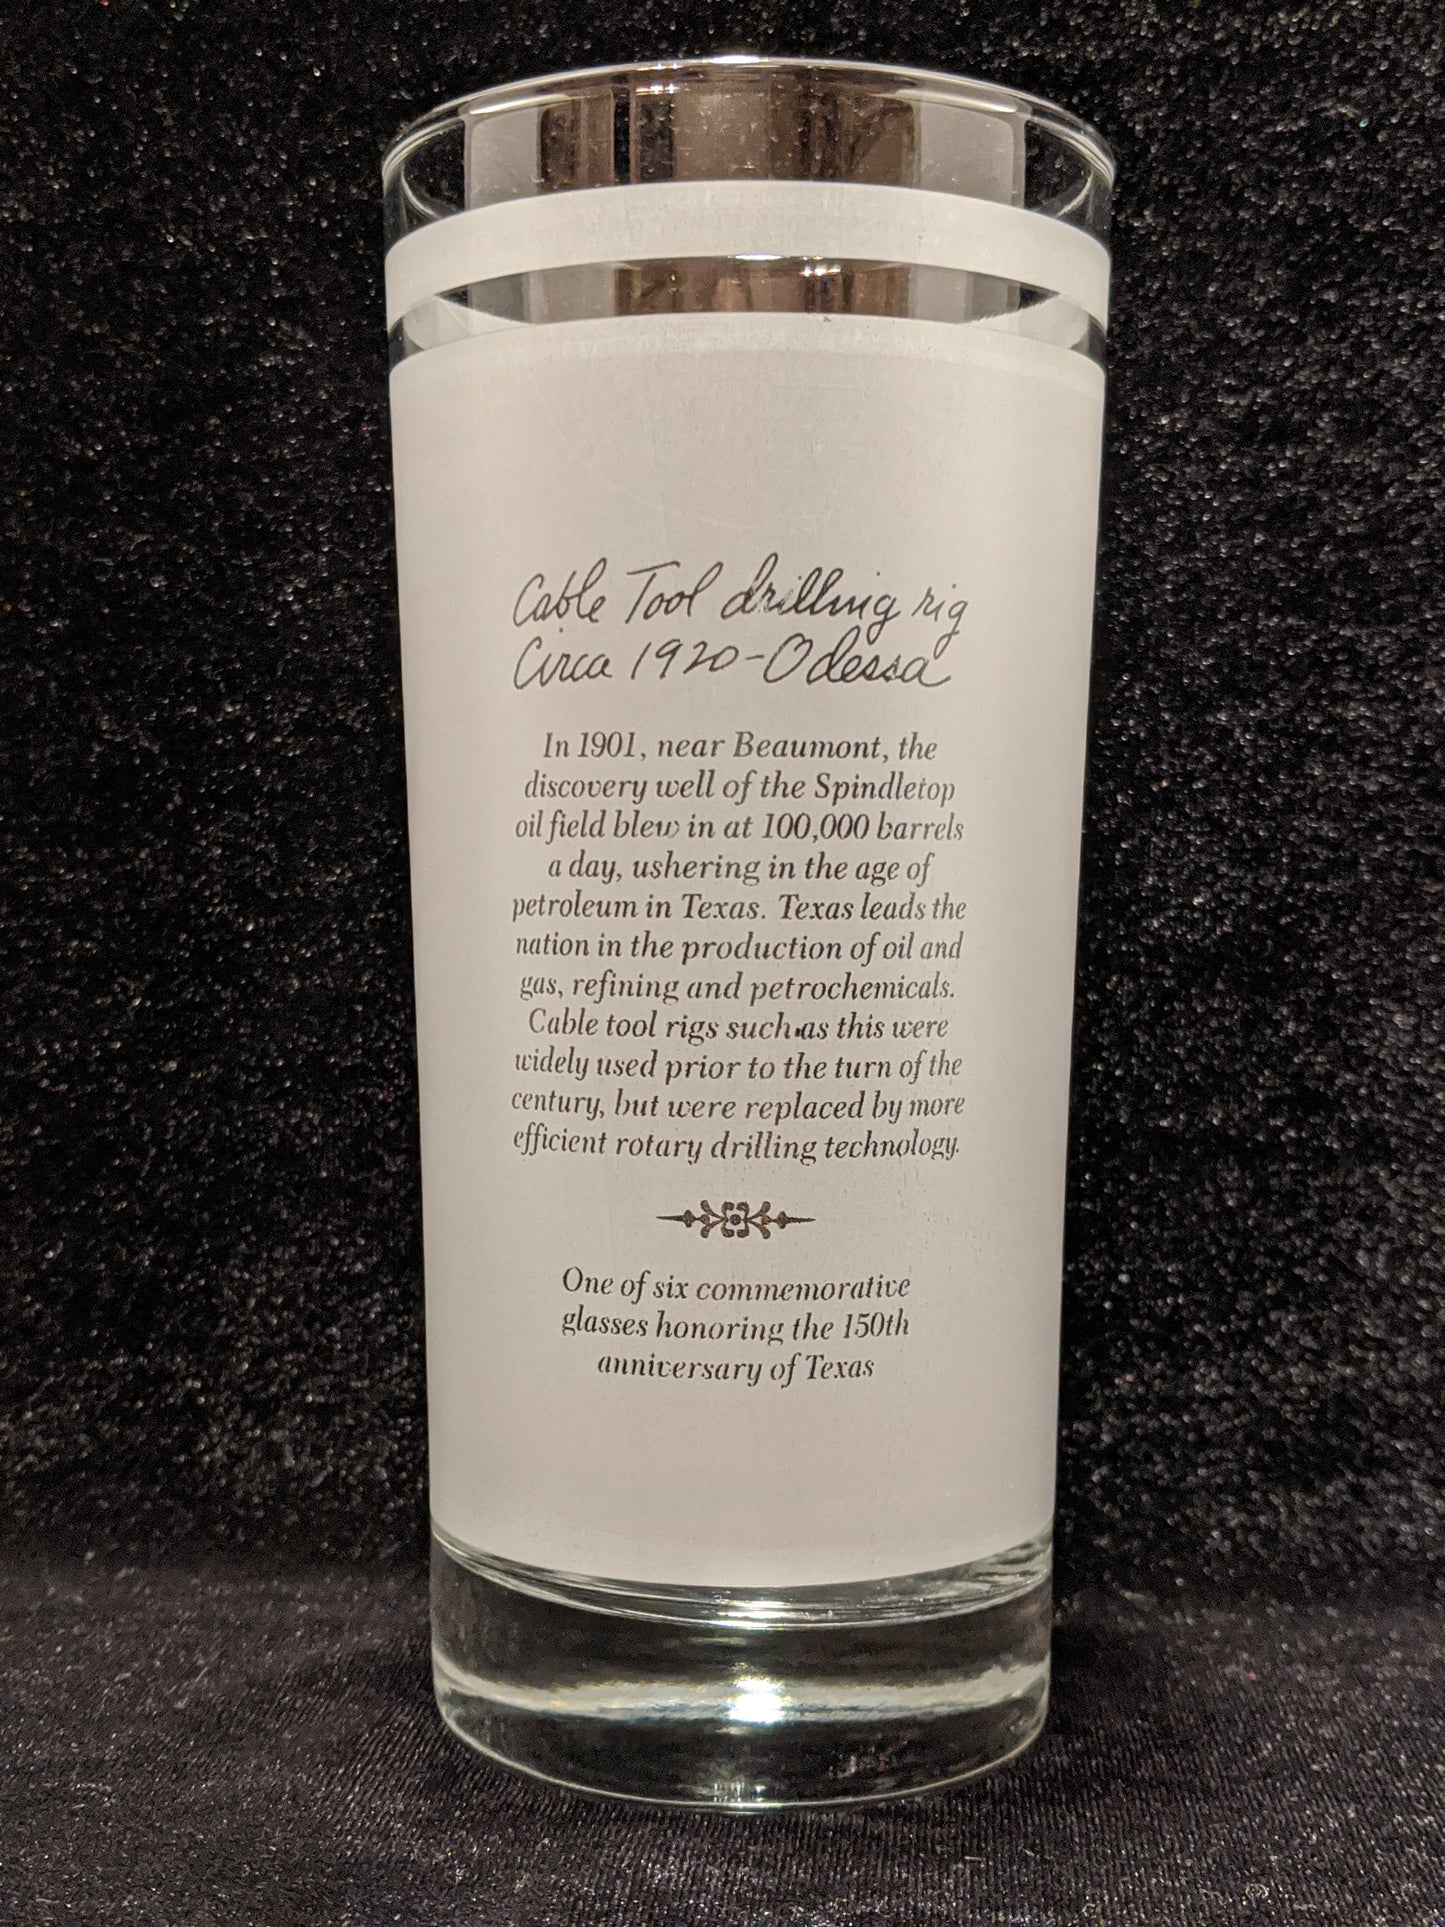 Cable Tool drilling rig
Circa 1920-Odessa
In 1901, near Beaumont, the
discovery well of the Spindletop
oil field blew in at 100,000 barrels
a day, ushering in the age of
petroleum in Texas. Texas leads the
nation in the production of oil and
gas, refining and petrochemicals.
Cable tool rigs such as this were
widely used prior to the turn of the
century, but were replaced by more
efficient rotary drilling technology.
One of six commemorative
glasses honoring the 150th
anniversary of Texas